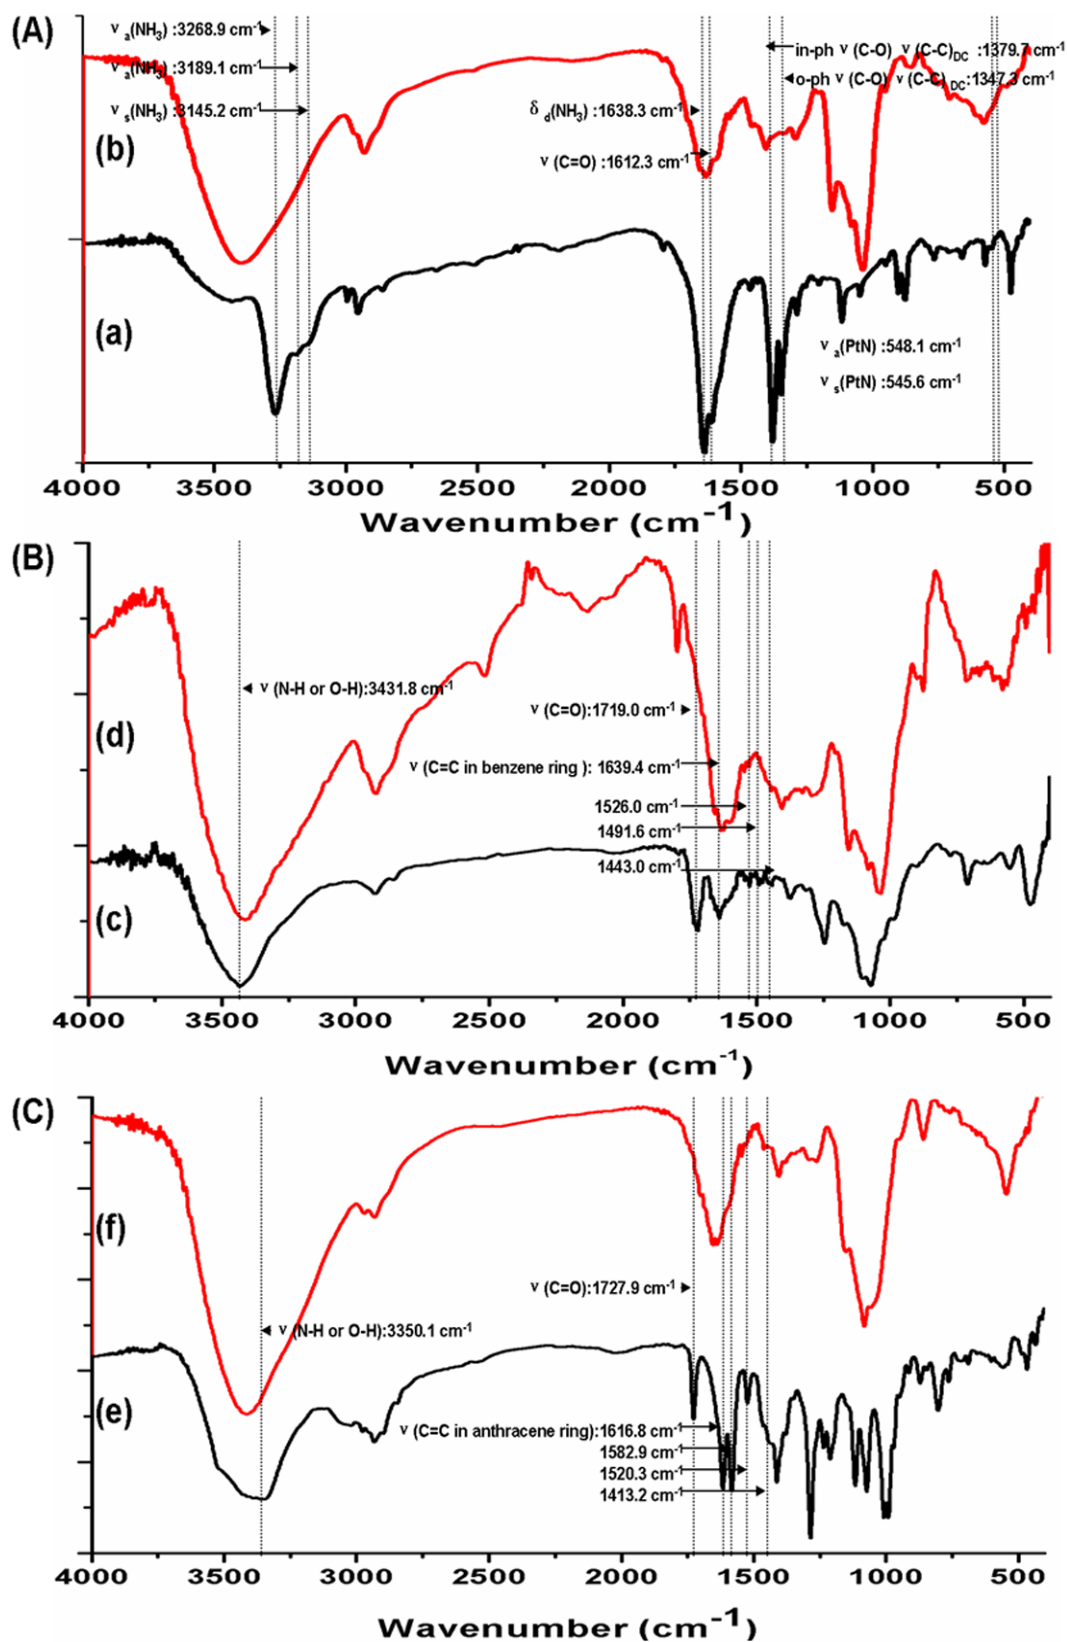 (A)
ν a(NH3) :3268.9 cm-1
ν a(NH3) :3189.1 cm-1
ν s(NH3) :3145.2 cm-1
in-ph ν (C-O) ν (C-C)DC :1379.7 cm-1
o-ph ν (C-O) ν (C-C) DC:1347.3 cm-1
δ d(NH3) :1638.3 cm-1
ν (C=O) :1612.3 cm-1
(b)
(a)
ν a(PtN) :548.1 cm-1
ν s(PtN) :545.6 cm-1
4000 3500 3000 2500 2000 1500 1000 500
Wavenumber (cm-1)
(B)
ν (N-H or O-H):3431.8 cm-1
ν (C=O):1719.0 cm-1
(d)
ν (C=C in benzene ring ): 1639.4 cm-1
1526.0 cm-1
1491.6 cm-1
1443.0 cm-1
(c)
4000 3500 3000 2500 2000 1500 1000 500
Wavenumber (cm-1)
(C)
(f)
ν (C=O):1727.9 cm-1
ν (N-H or O-H):3350.1 cm-1
(e)
ν (C=C in anthracene ring):1616.8 cm-1
1582.9 cm-1
1520.3 cm-1
1413.2 cm-1
4000 3500 3000 2500 2000 1500 1000 500
Wavenumber (cm-1)